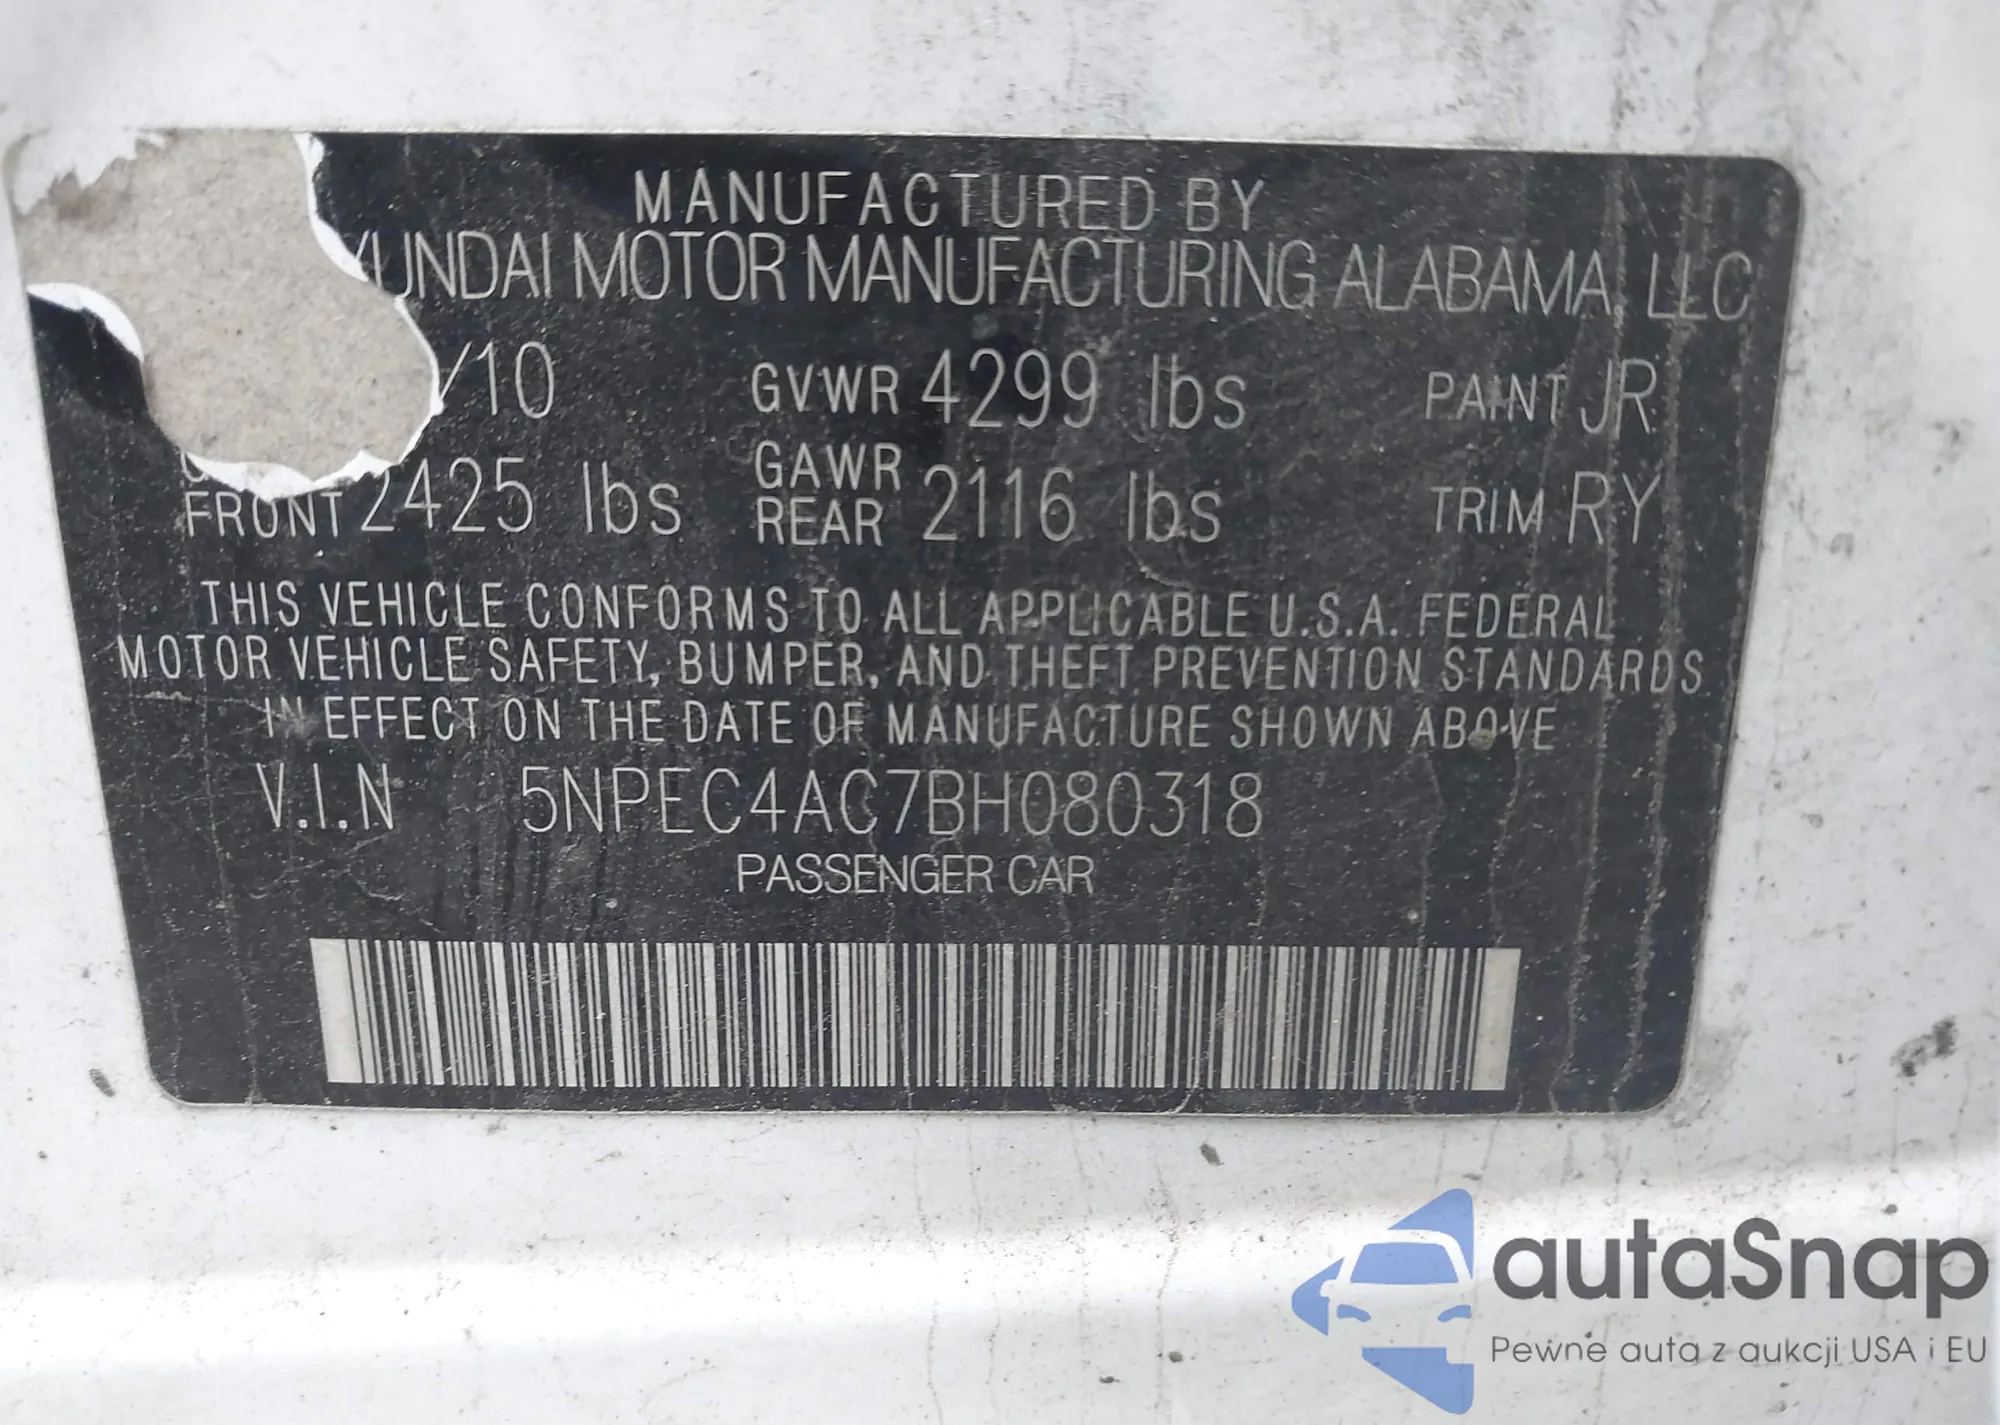 MANUFACTURED BY
YUNDAI MOTOR MANUFACTURING ALABAMA, LLC
/10 GVWR 4299 lbs PAINT JR
FRONT 2425 lbs GAWR REAR 2116 lbs TRIM RY
THIS VEHICLE CONFORMS TO ALL APPLICABLE U.S.A. FEDERAL
MOTOR VEHICLE SAFETY, BUMPER, AND THEFT PREVENTION STANDARDS
IN EFFECT ON THE DATE OF MANUFACTURE SHOWN ABOVE
V.I.N 5NPEC4AC7BH080318
PASSENGER CAR
autaSnap
Pewne auta z aukcji USA i EU